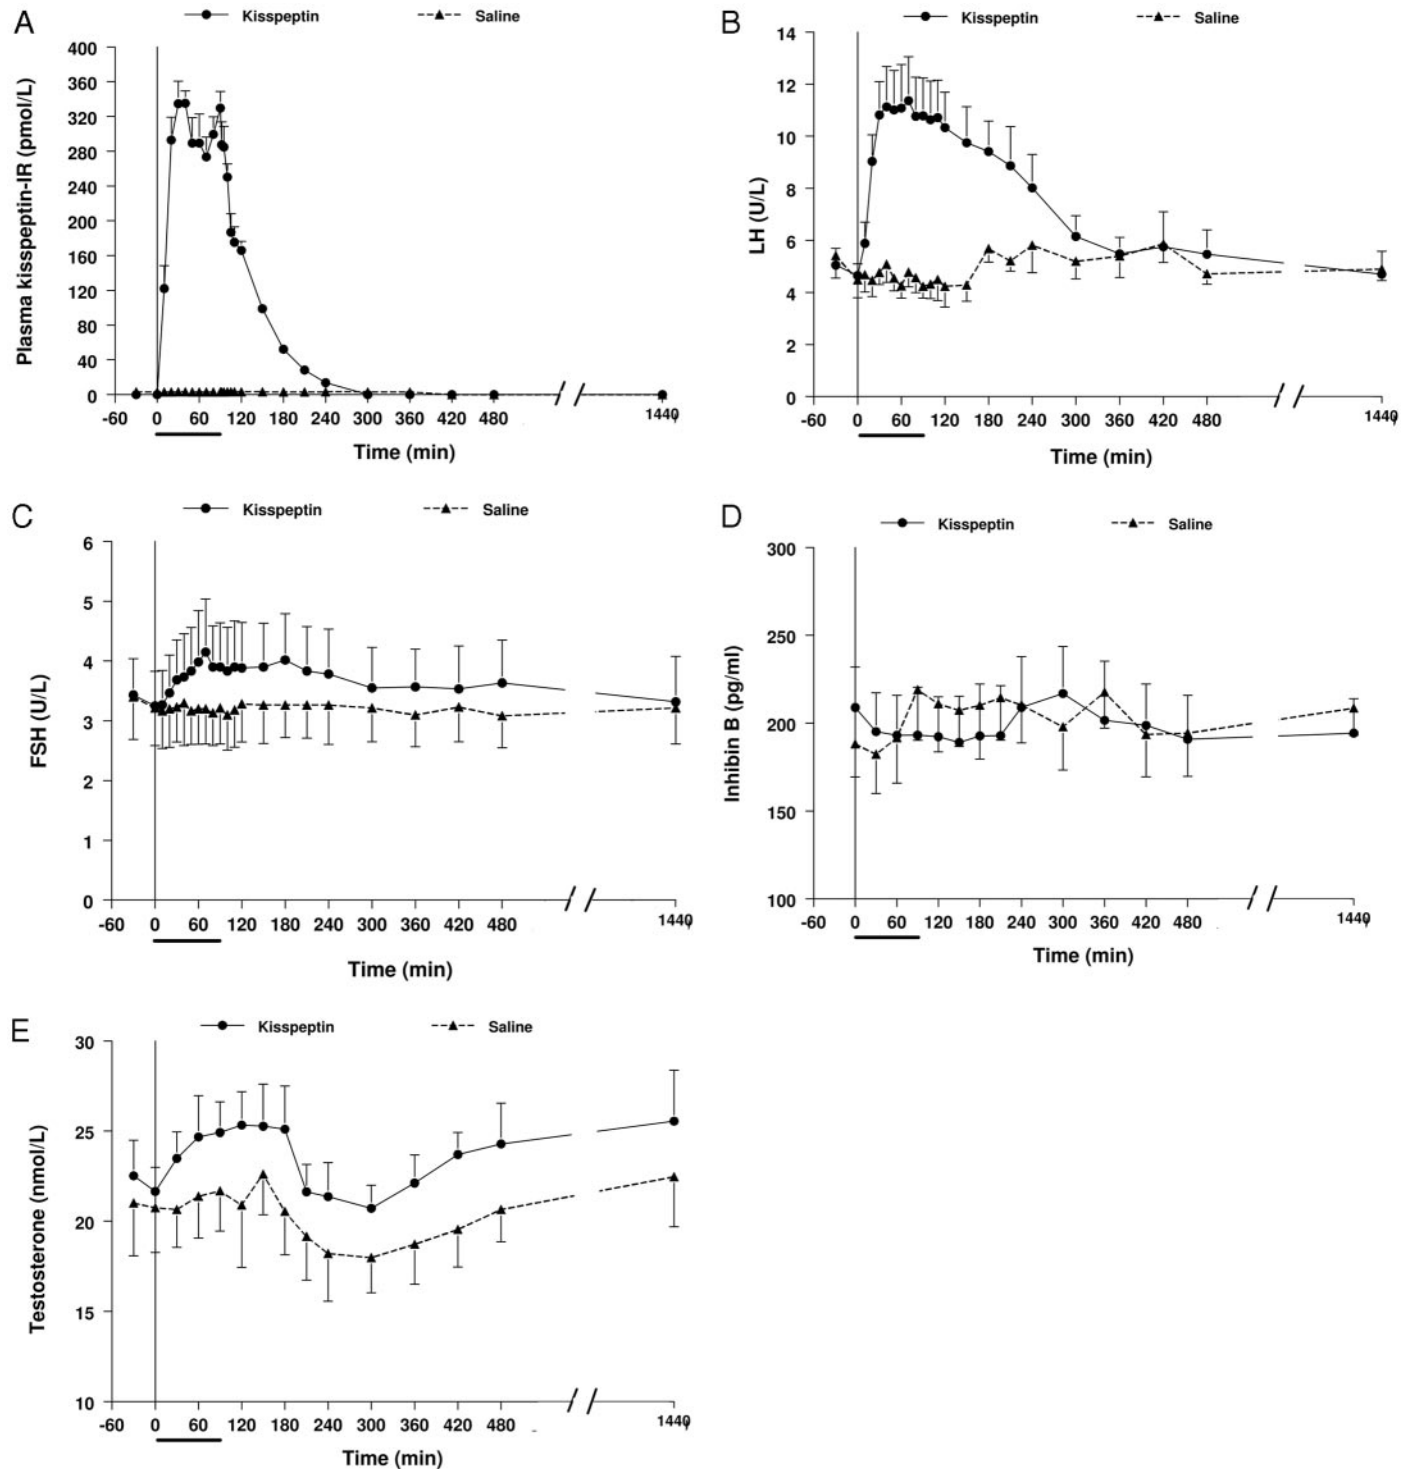 A
Kisspeptin
Saline
Plasma kisspeptin-IR (pmol/L)
400
360
320
280
240
200
160
120
80
40
0
-60 0 60 120 180 240 300 360 420 480 1440
Time (min)
B
Kisspeptin
Saline
LH (U/L)
14
12
10
8
6
4
2
0
-60 0 60 120 180 240 300 360 420 480 1440
Time (min)
C
Kisspeptin
Saline
FSH (U/L)
6
5
4
3
2
1
0
-60 0 60 120 180 240 300 360 420 480 1440
Time (min)
D
Kisspeptin
Saline
Inhibin B (pg/ml)
300
250
200
150
100
-60 0 60 120 180 240 300 360 420 480 1440
Time (min)
E
Kisspeptin
Saline
Testosterone (nmol/L)
30
25
20
15
10
-60 0 60 120 180 240 300 360 420 480 1440
Time (min)